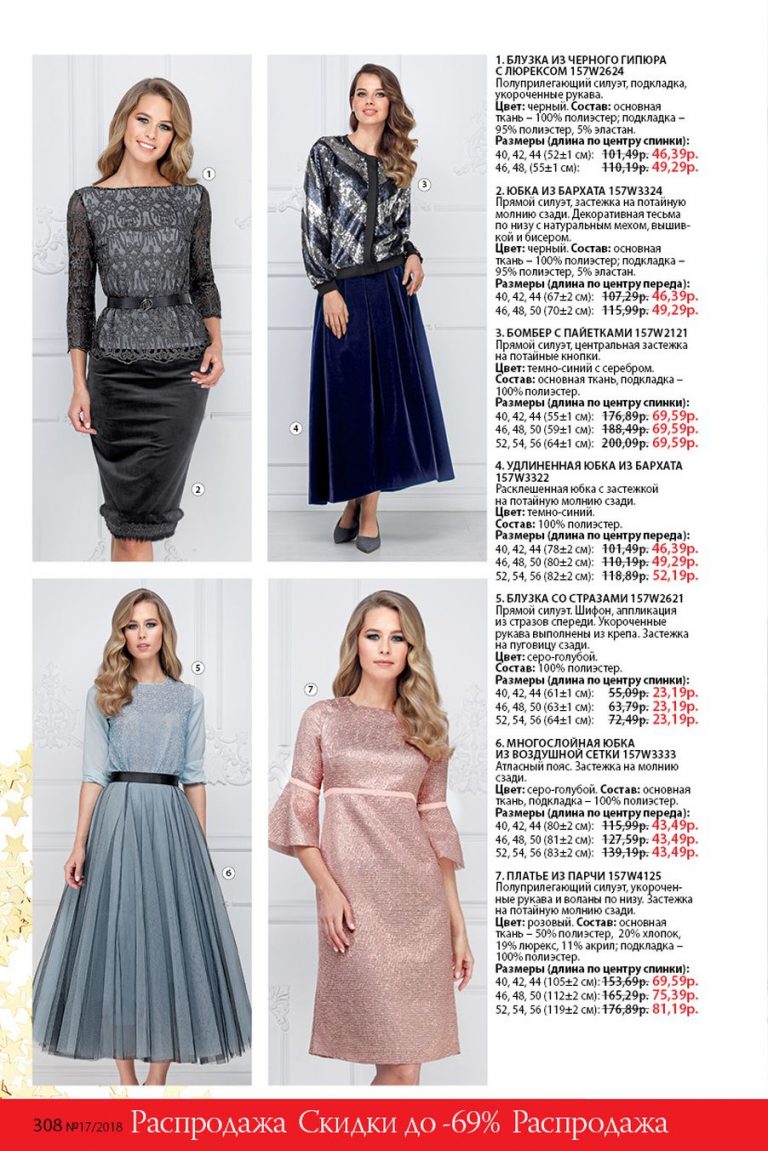 1
2
3
4
5
6
7
1. БЛУЗКА ИЗ ЧЕРНОГО ГИПЮРА
С ЛЮРЕКСОМ 157W2624
Полуприлегающий силуэт, подкладка,
укороченные рукава.
Цвет: черный. Состав: основная
ткань – 100% полиэстер; подкладка –
95% полиэстер, 5% эластан.
Размеры (длина по центру спинки):
40, 42, 44 (52±1 см): 101,49р. 46,39р.
46, 48, (55±1 см): 110,19р. 49,29р.
2. ЮБКА ИЗ БАРХАТА 157W3324
Прямой силуэт, застежка на потайную
молнию сзади. Декоративная тесьма
по низу с натуральным мехом, вышив-
кой и бисером.
Цвет: черный. Состав: основная
ткань – 100% полиэстер; подкладка –
95% полиэстер, 5% эластан.
Размеры (длина по центру переда):
40, 42, 44 (67±2 см): 107,29р. 46,39р.
46, 48, 50 (70±2 см): 115,99р. 49,29р.
3. БОМБЕР С ПАЙЕТКАМИ 157W2121
Прямой силуэт, центральная застежка
на потайные кнопки.
Цвет: темно-синий с серебром.
Состав: основная ткань, подкладка –
100% полиэстер.
Размеры (длина по центру спинки):
40, 42, 44 (55±1 см): 176,89р. 69,59р.
46, 48, 50 (59±1 см): 188,49р. 69,59р.
52, 54, 56 (64±1 см): 200,09р. 69,59р.
4. УДЛИНЕННАЯ ЮБКА ИЗ БАРХАТА
157W3322
Расклешенная юбка с застежкой
на потайную молнию сзади.
Цвет: темно-синий.
Состав: 100% полиэстер.
Размеры (длина по центру переда):
40, 42, 44 (78±2 см): 101,49р. 46,39р.
46, 48, 50 (80±2 см): 110,19р. 49,29р.
52, 54, 56 (82±2 см): 118,89р. 52,19р.
5. БЛУЗКА СО СТРАЗАМИ 157W2621
Прямой силуэт. Шифон, аппликация
из стразов спереди. Укороченные
рукава выполнены из крепа. Застежка
на пуговицу сзади.
Цвет: серо-голубой.
Состав: 100% полиэстер.
Размеры (длина по центру спинки):
40, 42, 44 (61±1 см): 55,09р. 23,19р.
46, 48, 50 (63±1 см): 63,79р. 23,19р.
52, 54, 56 (64±1 см): 72,49р. 23,19р.
6. МНОГОСЛОЙНАЯ ЮБКА
ИЗ ВОЗДУШНОЙ СЕТКИ 157W3333
Атласный пояс. Застежка на молнию
сзади.
Цвет: серо-голубой. Состав: основная
ткань, подкладка – 100% полиэстер.
Размеры (длина по центру переда):
40, 42, 44 (80±2 см): 115,99р. 43,49р.
46, 48, 50 (81±2 см): 127,59р. 43,49р.
52, 54, 56 (83±2 см): 139,19р. 43,49р.
7. ПЛАТЬЕ ИЗ ПАРЧИ 157W4125
Полуприлегающий силуэт, укорочен-
ные рукава и воланы по низу. Застежка
на потайную молнию сзади.
Цвет: розовый. Состав: основная
ткань – 50% полиэстер, 20% хлопок,
19% люрекс, 11% акрил; подкладка –
100% полиэстер.
Размеры (длина по центру спинки):
40, 42, 44 (105±2 см): 153,69р. 69,59р.
46, 48, 50 (112±2 см): 165,29р. 75,39р.
52, 54, 56 (119±2 см): 176,89р. 81,19р.
308 №17/2018 Распродажа Скидки до -69% Распродажа